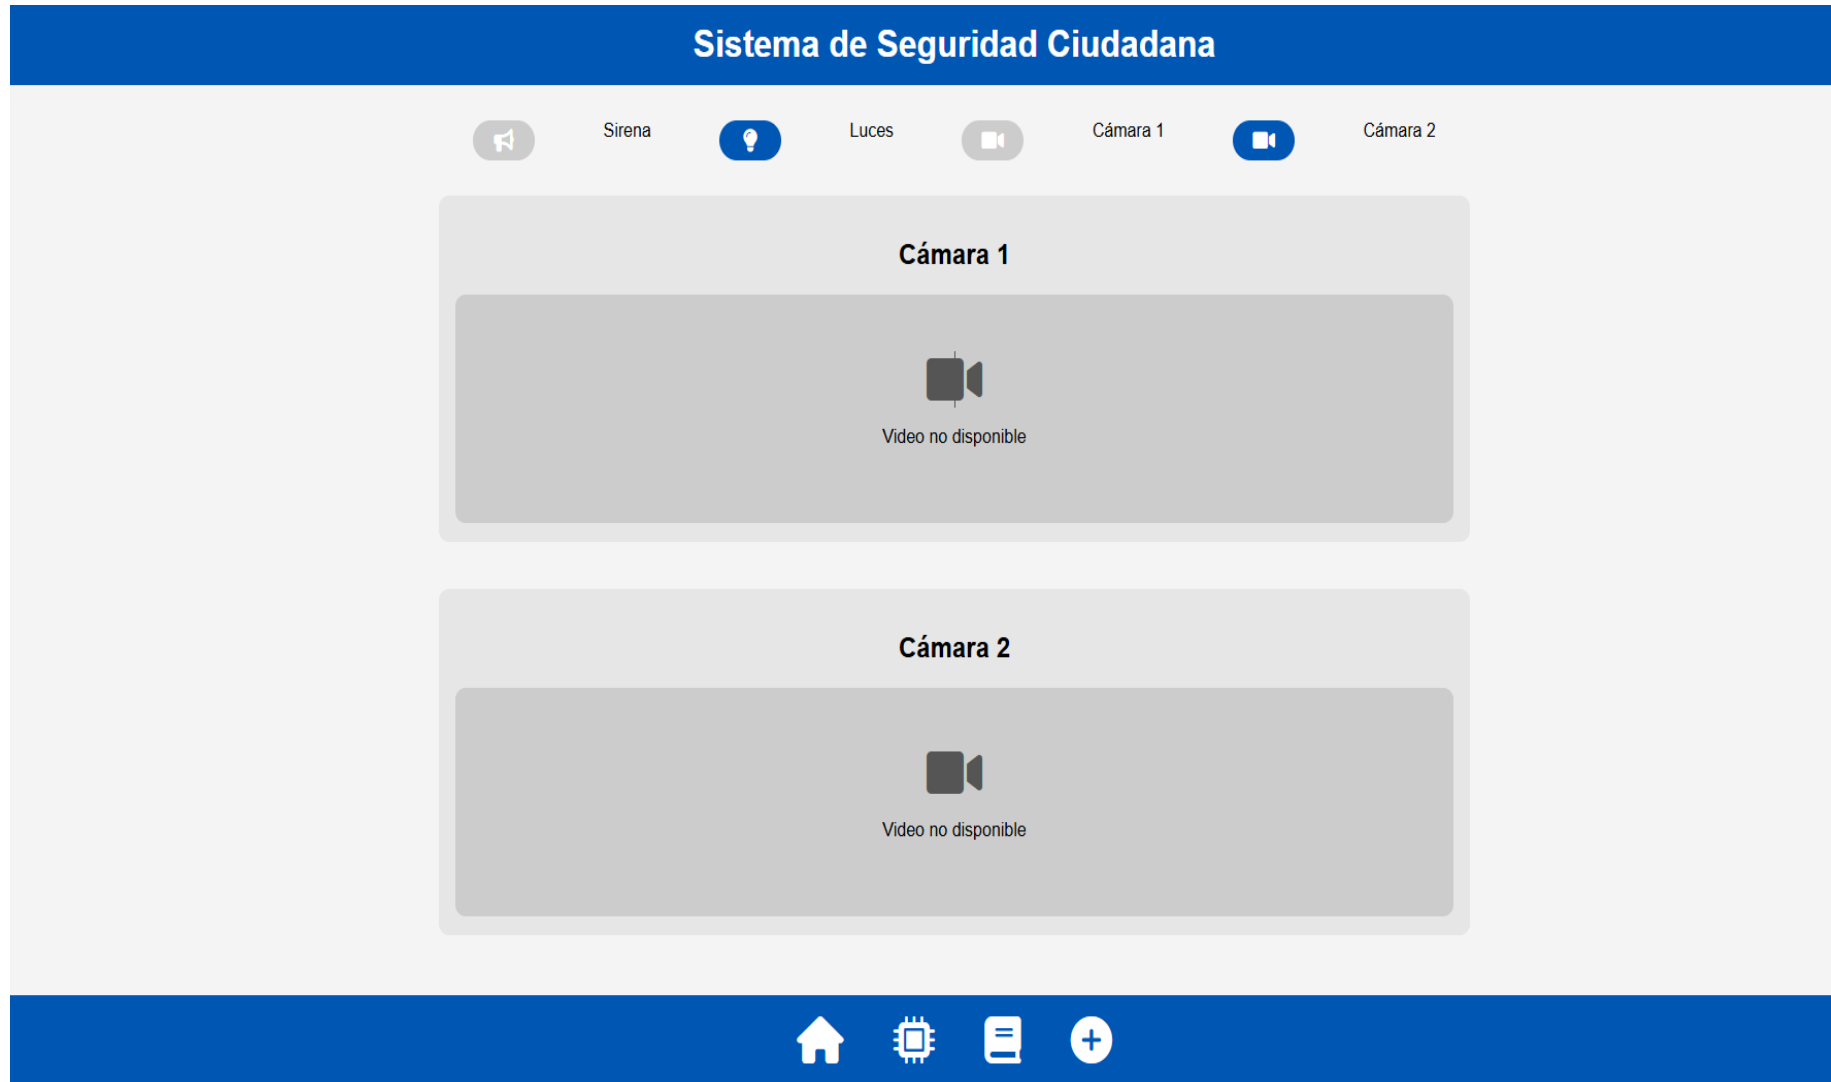 Sistema de Seguridad Ciudadana
Sirena
Luces
Cámara 1
Cámara 2
Cámara 1
Video no disponible
Cámara 2
Video no disponible